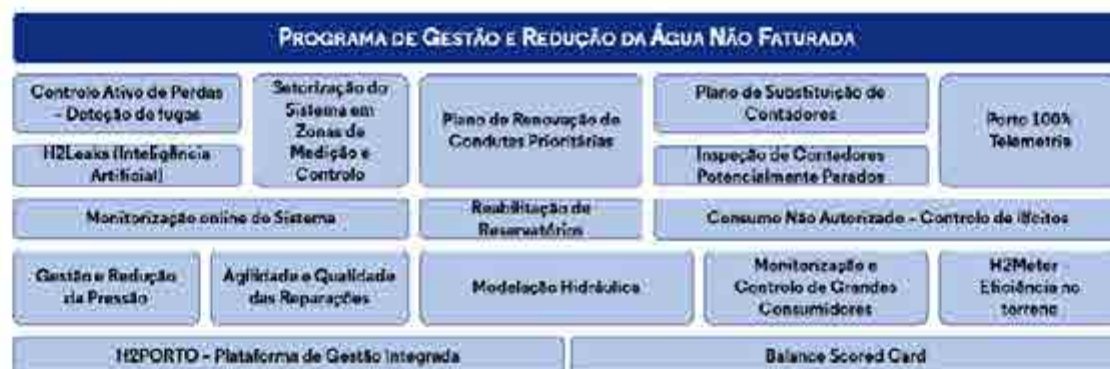 PROGRAMA DE GESTÃO E REDUÇÃO DA ÁGUA NÃO FATURADA
Controlo Ativo de Perdas
– Deteção de fugas
H2Leaks (Inteligência
Artificial)
Setorização do
Sistema em
Zonas de
Medição e
Controlo
Plano de Renovação de
Condutas Prioritárias
Plano de Substituição de
Contadores
Inspeção de Contadores
Potencialmente Parados
Porto 100%
Telemetria
Monitorização online do Sistema
Reabilitação de
Reservatórios
Consumo Não Autorizado – Controlo de Ilícitos
Gestão e Redução
da Pressão
Agilidade e Qualidade
das Reparações
Modelação Hidráulica
Monitorização e
Controlo de Grandes
Consumidores
H2Meter -
Eficiência no
terreno
H2PORTO – Plataforma de Gestão Integrada
Balance Scored Card